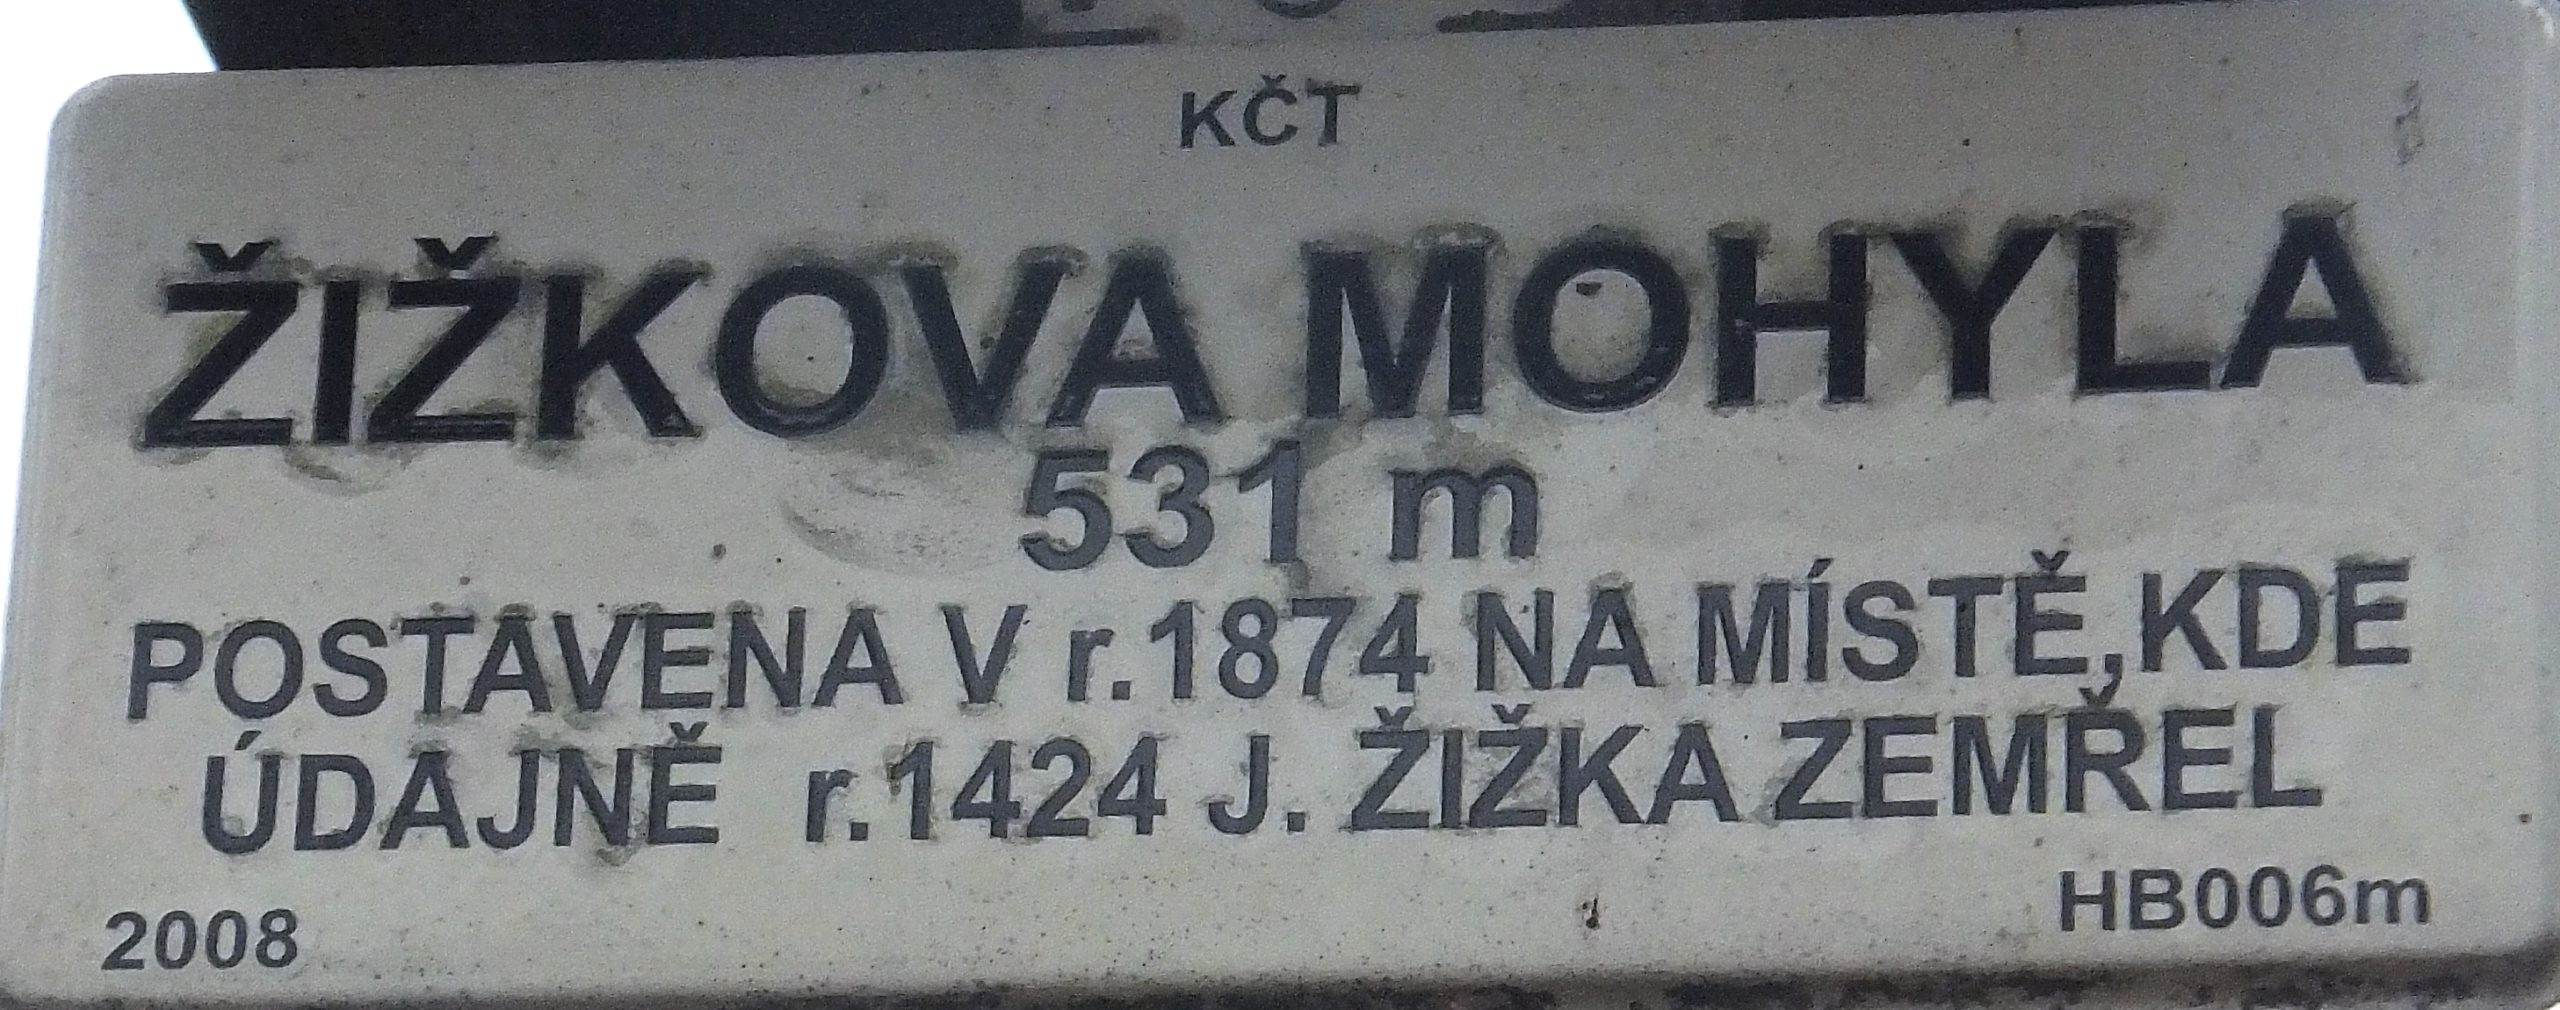 KČT
ŽIŽKOVA MOHYLA
531 m
POSTAVENA V r.1874 NA MÍSTĚ,KDE
ÚDAJNĚ r.1424 J. ŽIŽKA ZEMŘEL
2008 HB006m